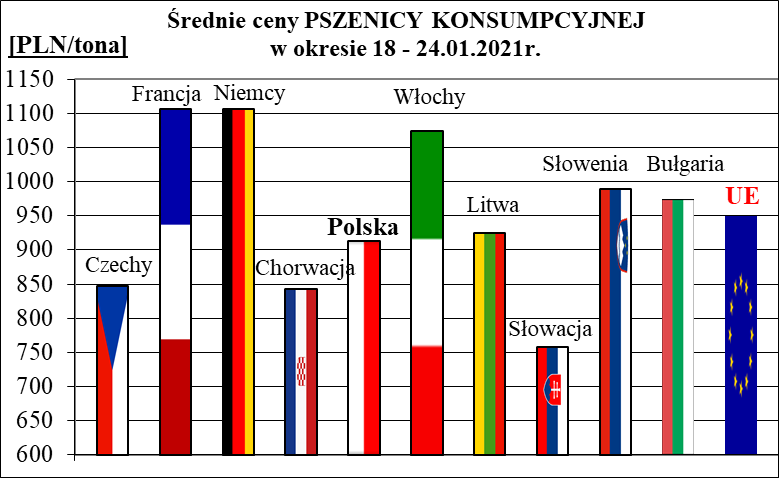 Średnie ceny PSZENICY KONSUMPCYJNEJ
w okresie 18 - 24.01.2021r.
[PLN/tona]
1150
1100
1050
1000
950
900
850
800
750
700
650
600
Czechy
Francja
Niemcy
Chorwacja
Polska
Włochy
Litwa
Słowacja
Słowenia
Bułgaria
UE